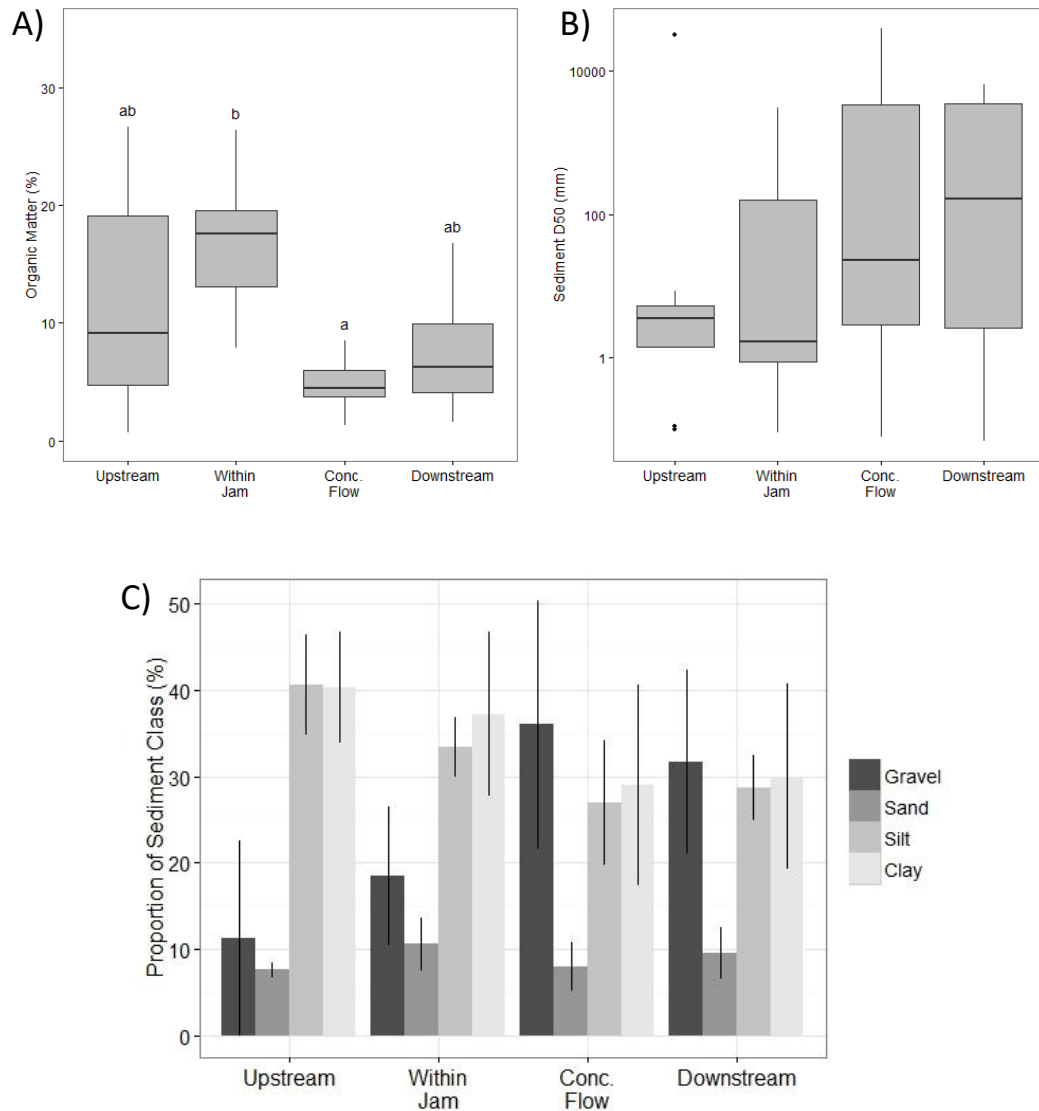 A)
Organic Matter (%)
30
20
10
0
ab
b
a
ab
Upstream
Within
Jam
Conc.
Flow
Downstream
B)
Sediment D50 (mm)
10000
100
1
Upstream
Within
Jam
Conc.
Flow
Downstream
C)
Proportion of Sediment Class (%)
50
40
30
20
10
0
Upstream
Within
Jam
Conc.
Flow
Downstream
Gravel
Sand
Silt
Clay